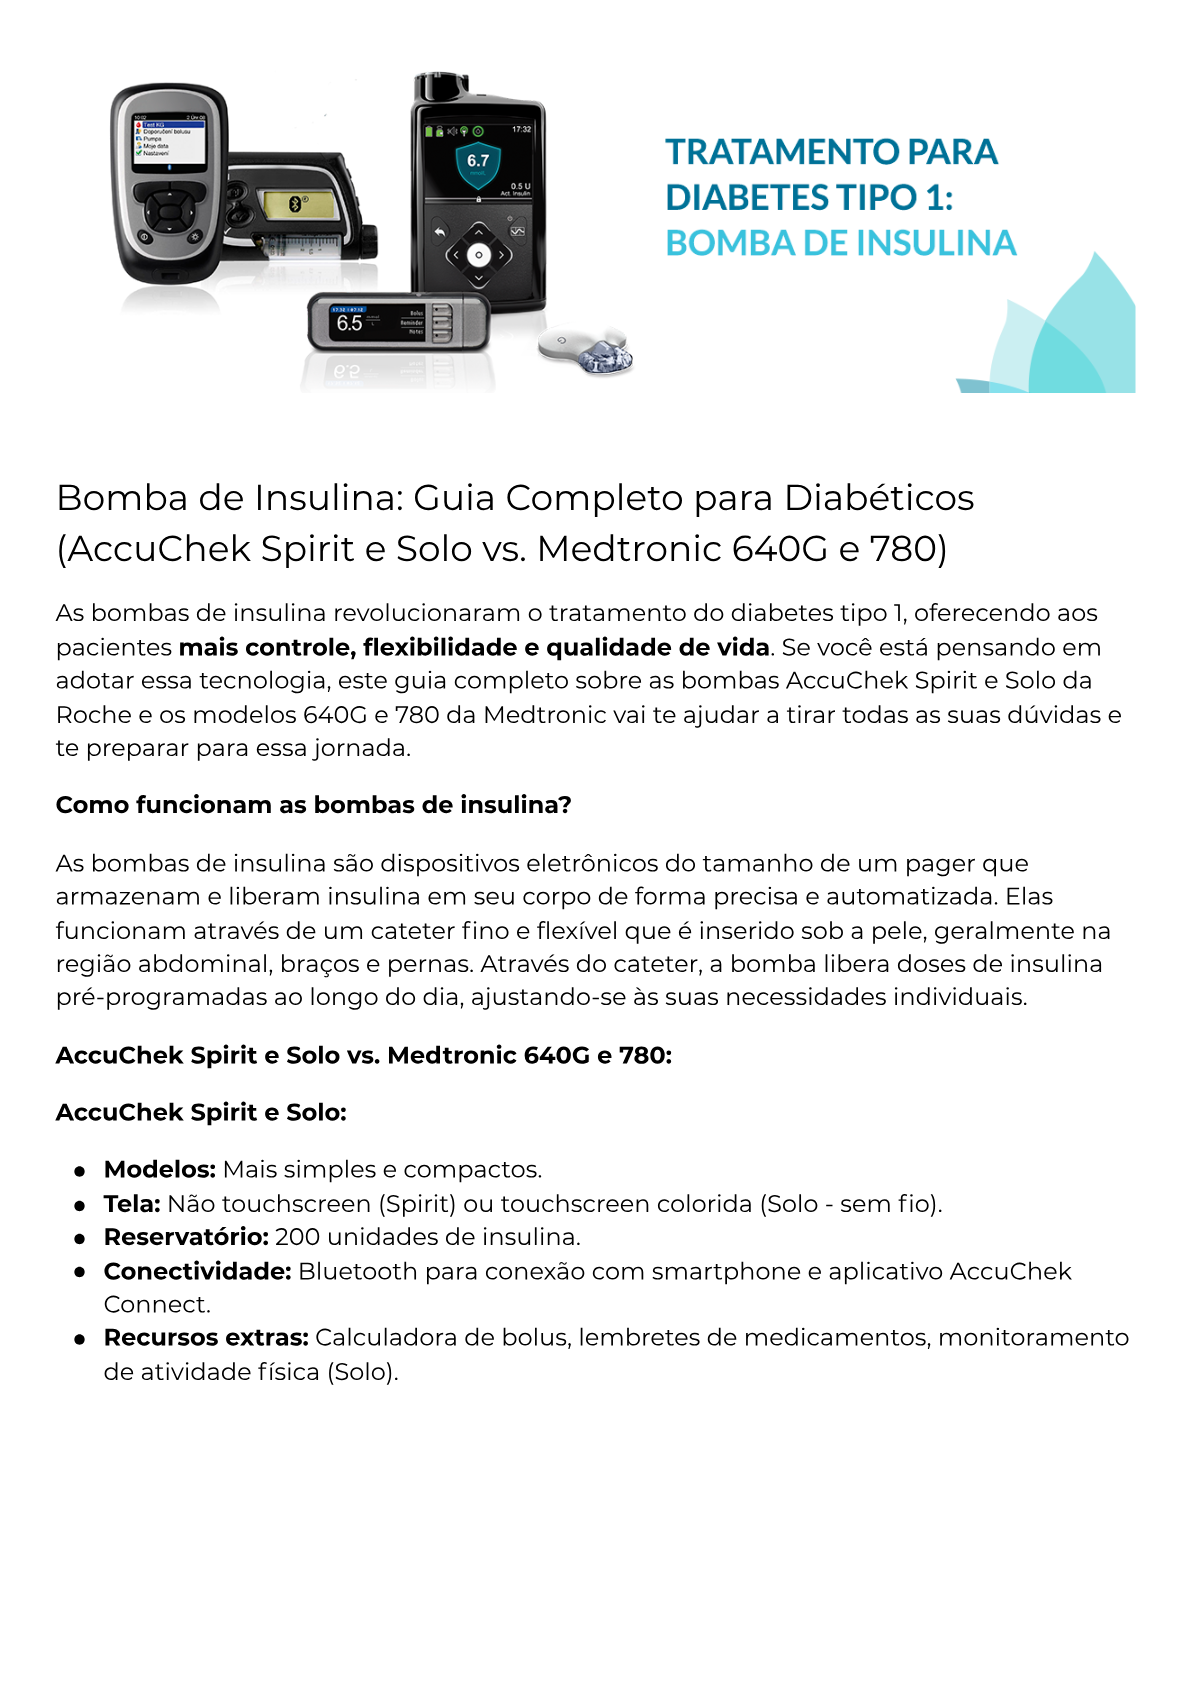 10:02 2 Úno 08
Test KG
Doporučení bolusu
Pumpa
Moje data
Nastavení
17:32
6.7
mmol/L
0.5 U
Act. Insulin
17:32 | 07.12
6.5
mmol/L
Bolus
Reminder
Notes
TRATAMENTO PARA
DIABETES TIPO 1:
BOMBA DE INSULINA
Bomba de Insulina: Guia Completo para Diabéticos
(AccuChek Spirit e Solo vs. Medtronic 640G e 780)
As bombas de insulina revolucionaram o tratamento do diabetes tipo 1, oferecendo aos
pacientes mais controle, flexibilidade e qualidade de vida. Se você está pensando em
adotar essa tecnologia, este guia completo sobre as bombas AccuChek Spirit e Solo da
Roche e os modelos 640G e 780 da Medtronic vai te ajudar a tirar todas as suas dúvidas e
te preparar para essa jornada.
Como funcionam as bombas de insulina?
As bombas de insulina são dispositivos eletrônicos do tamanho de um pager que
armazenam e liberam insulina em seu corpo de forma precisa e automatizada. Elas
funcionam através de um cateter fino e flexível que é inserido sob a pele, geralmente na
região abdominal, braços e pernas. Através do cateter, a bomba libera doses de insulina
pré-programadas ao longo do dia, ajustando-se às suas necessidades individuais.
AccuChek Spirit e Solo vs. Medtronic 640G e 780:
AccuChek Spirit e Solo:
● Modelos: Mais simples e compactos.
● Tela: Não touchscreen (Spirit) ou touchscreen colorida (Solo - sem fio).
● Reservatório: 200 unidades de insulina.
● Conectividade: Bluetooth para conexão com smartphone e aplicativo AccuChek
Connect.
● Recursos extras: Calculadora de bolus, lembretes de medicamentos, monitoramento
de atividade física (Solo).